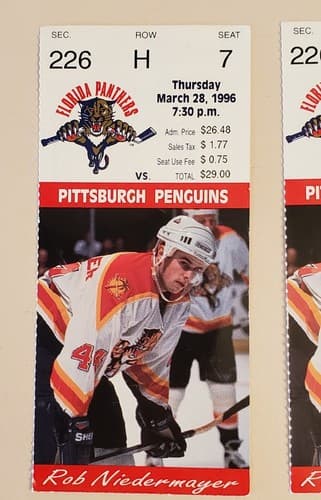 SEC. ROW SEAT
226 H 7
FLORIDA PANTHERS
Thursday
March 28, 1996
7:30 p.m.
Adm. Price $26.48
Sales Tax $ 1.77
Seat Use Fee $ 0.75
VS. TOTAL $29.00
PITTSBURGH PENGUINS
44
Rob Niedermayer
SEC.